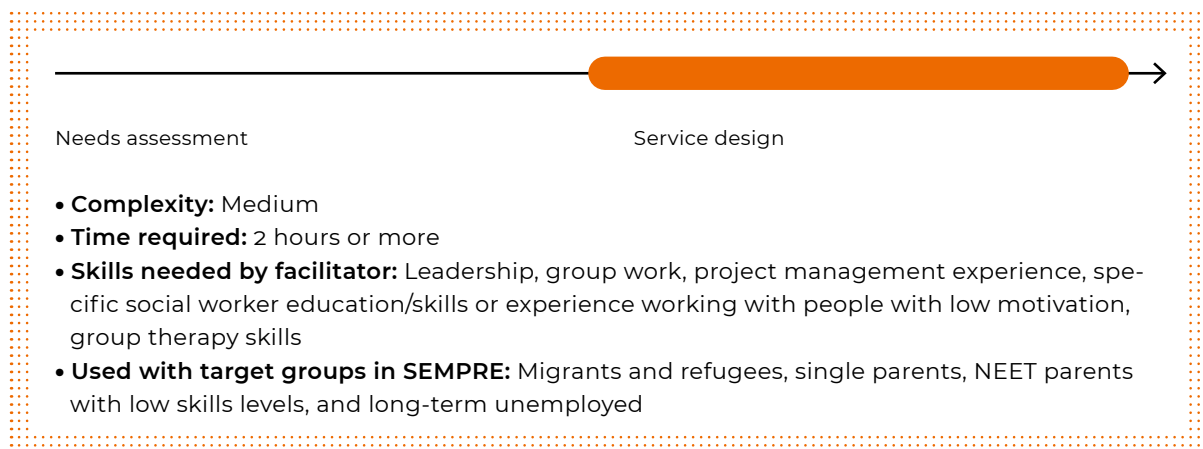 Needs assessment
Service design
• Complexity: Medium
• Time required: 2 hours or more
• Skills needed by facilitator: Leadership, group work, project management experience, spe-
cific social worker education/skills or experience working with people with low motivation,
group therapy skills
• Used with target groups in SEMPRE: Migrants and refugees, single parents, NEET parents
with low skills levels, and long-term unemployed